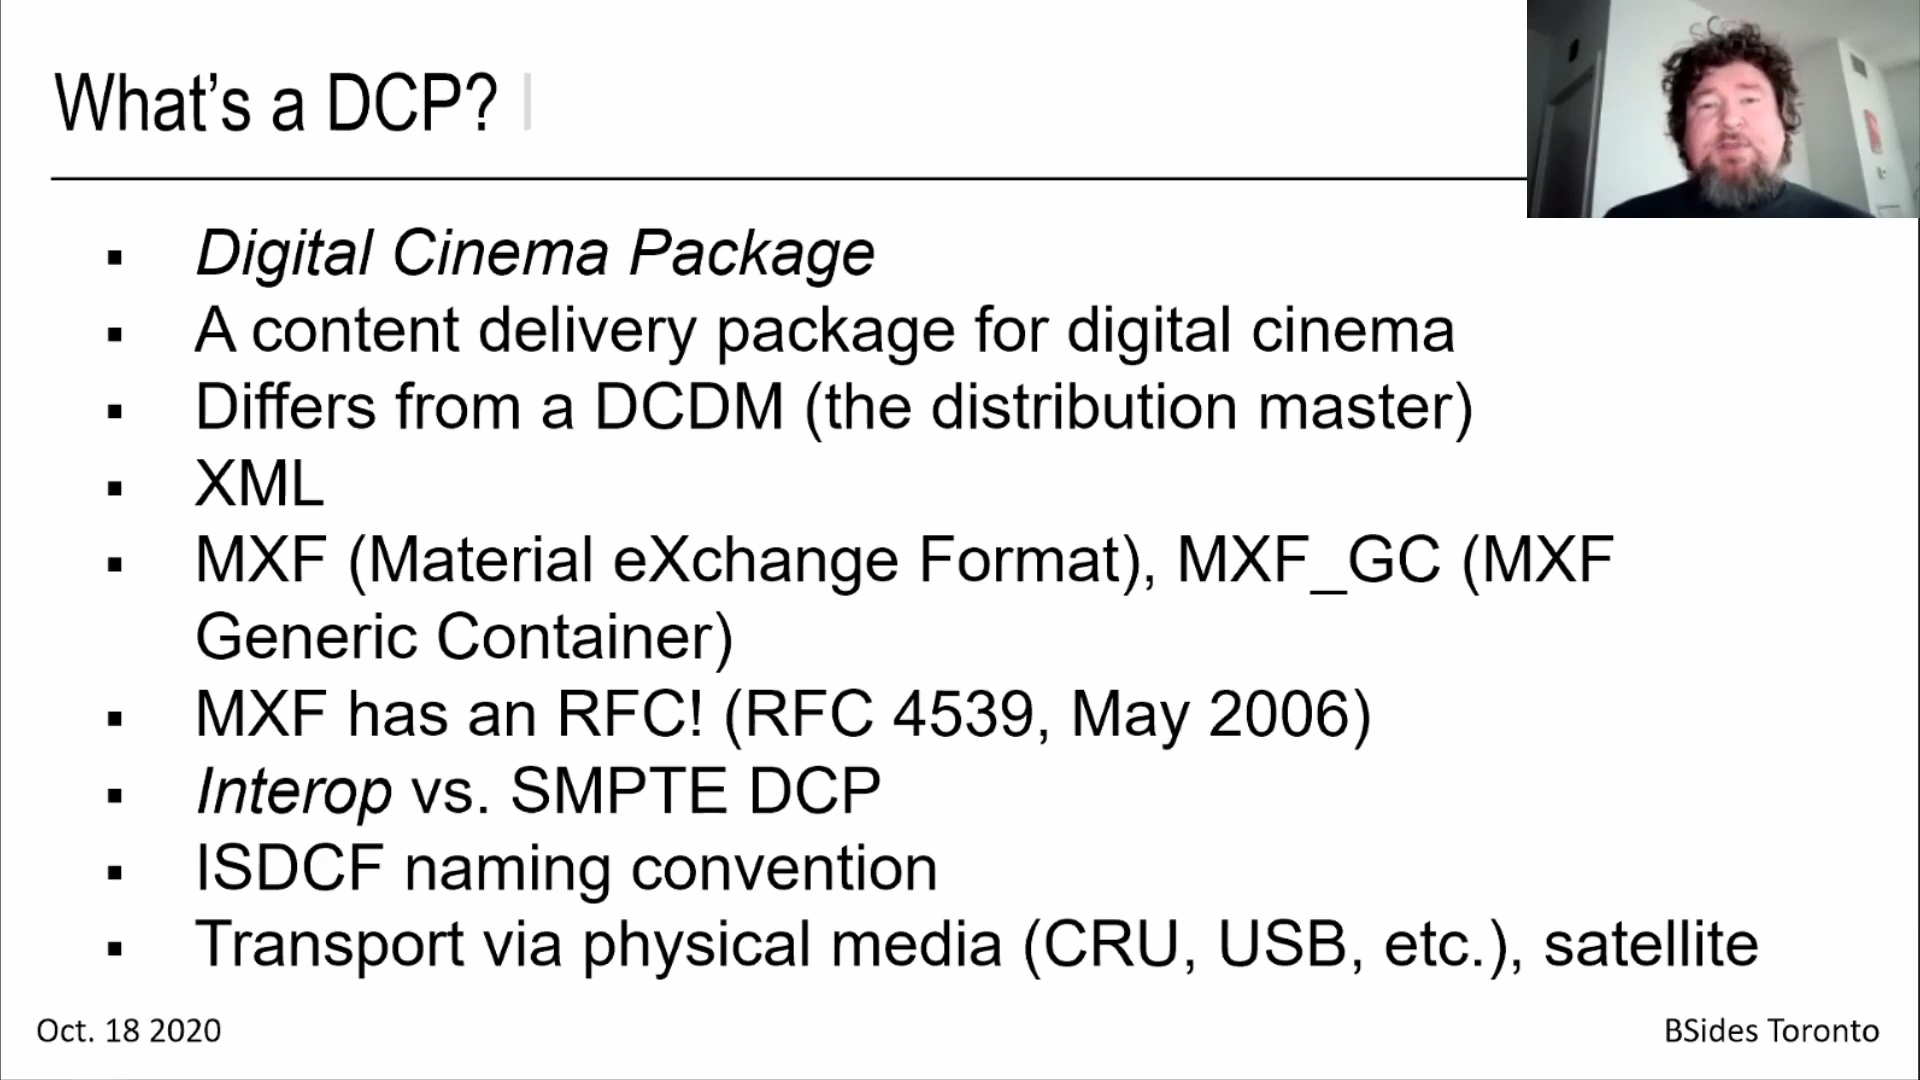 What’s a DCP?
▪ Digital Cinema Package
▪ A content delivery package for digital cinema
▪ Differs from a DCDM (the distribution master)
▪ XML
▪ MXF (Material eXchange Format), MXF_GC (MXF
Generic Container)
▪ MXF has an RFC! (RFC 4539, May 2006)
▪ Interop vs. SMPTE DCP
▪ ISDCF naming convention
▪ Transport via physical media (CRU, USB, etc.), satellite
Oct. 18 2020
BSides Toronto